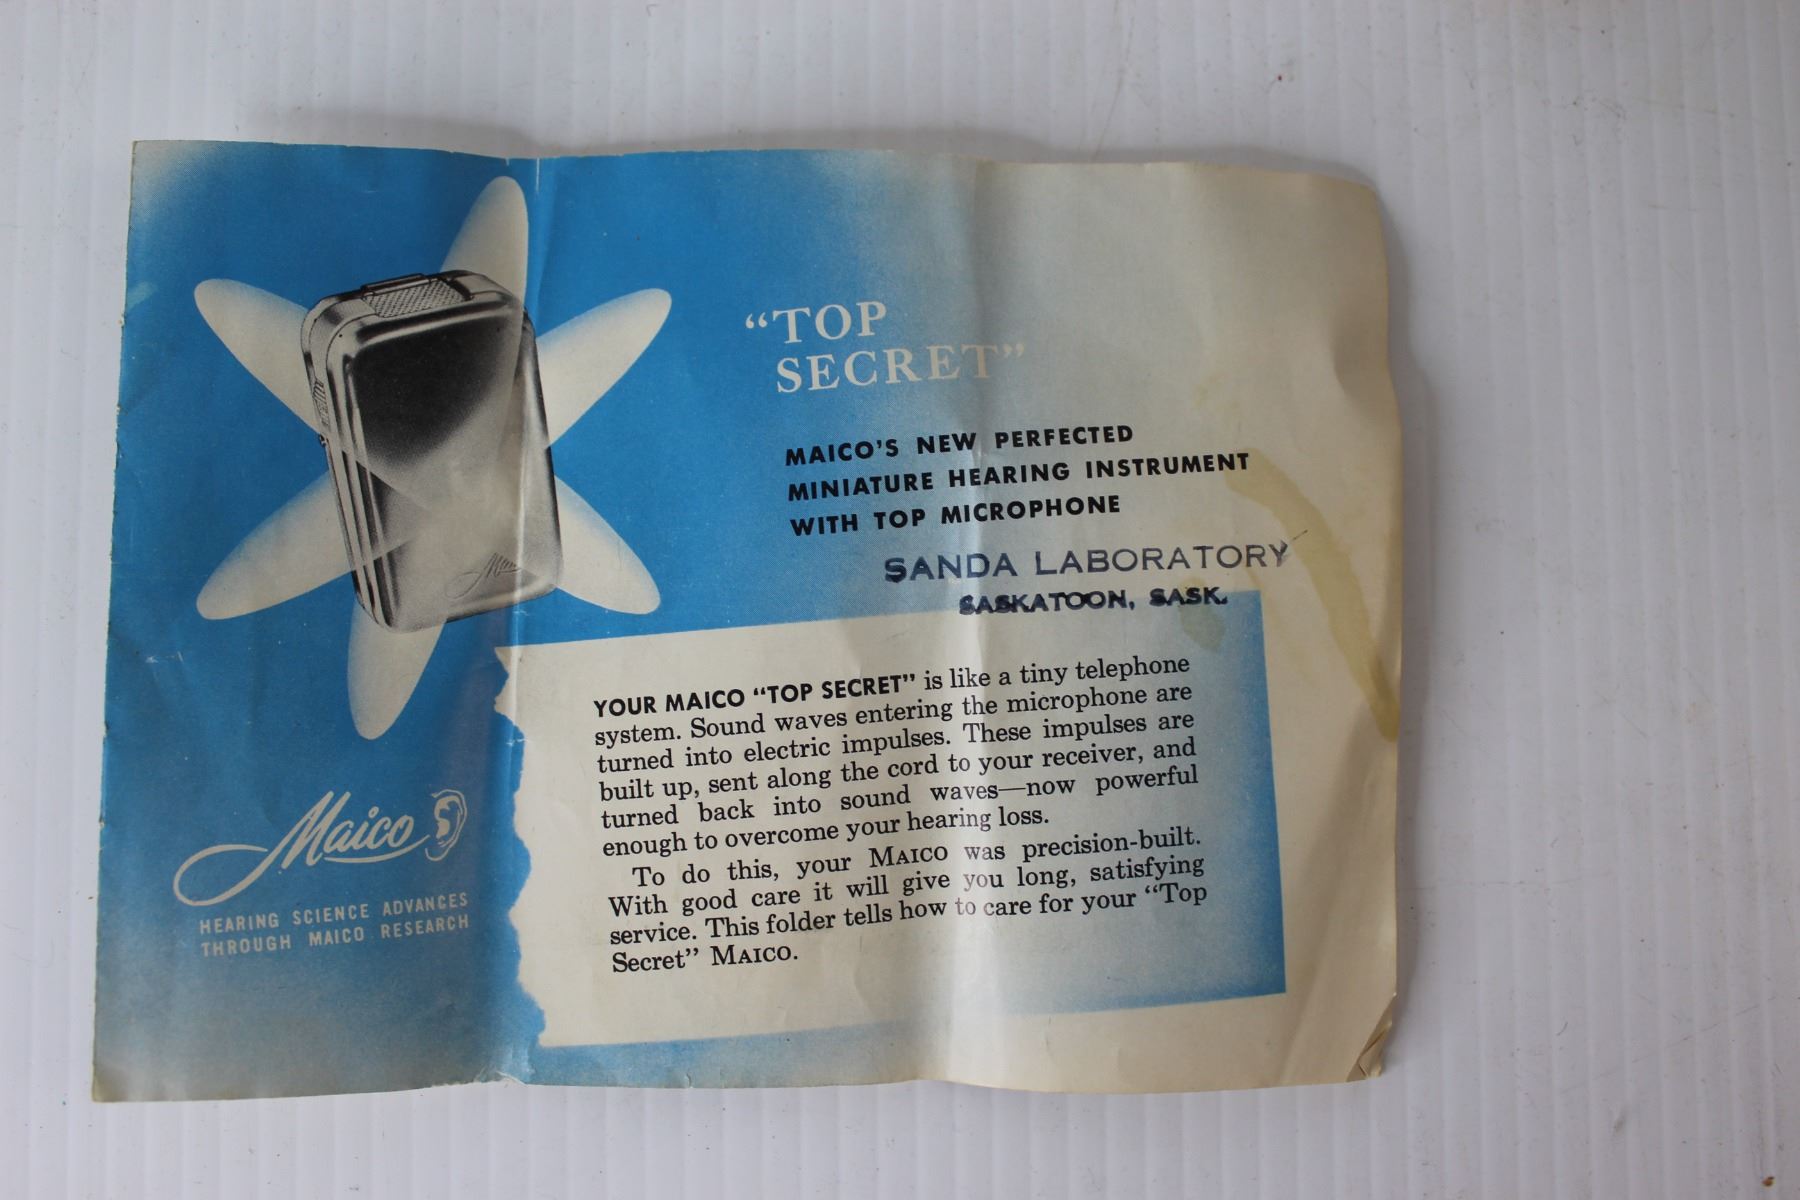 “TOP
SECRET”
MAICO’S NEW PERFECTED
MINIATURE HEARING INSTRUMENT
WITH TOP MICROPHONE
SANDA LABORATORY
SASKATOON, SASK.
YOUR MAICO “TOP SECRET” is like a tiny telephone
system. Sound waves entering the microphone are
turned into electric impulses. These impulses are
built up, sent along the cord to your receiver, and
turned back into sound waves—now powerful
enough to overcome your hearing loss.
To do this, your MAICO was precision-built.
With good care it will give you long, satisfying
service. This folder tells how to care for your “Top
Secret” MAICO.
Maico
HEARING SCIENCE ADVANCES
THROUGH MAICO RESEARCH